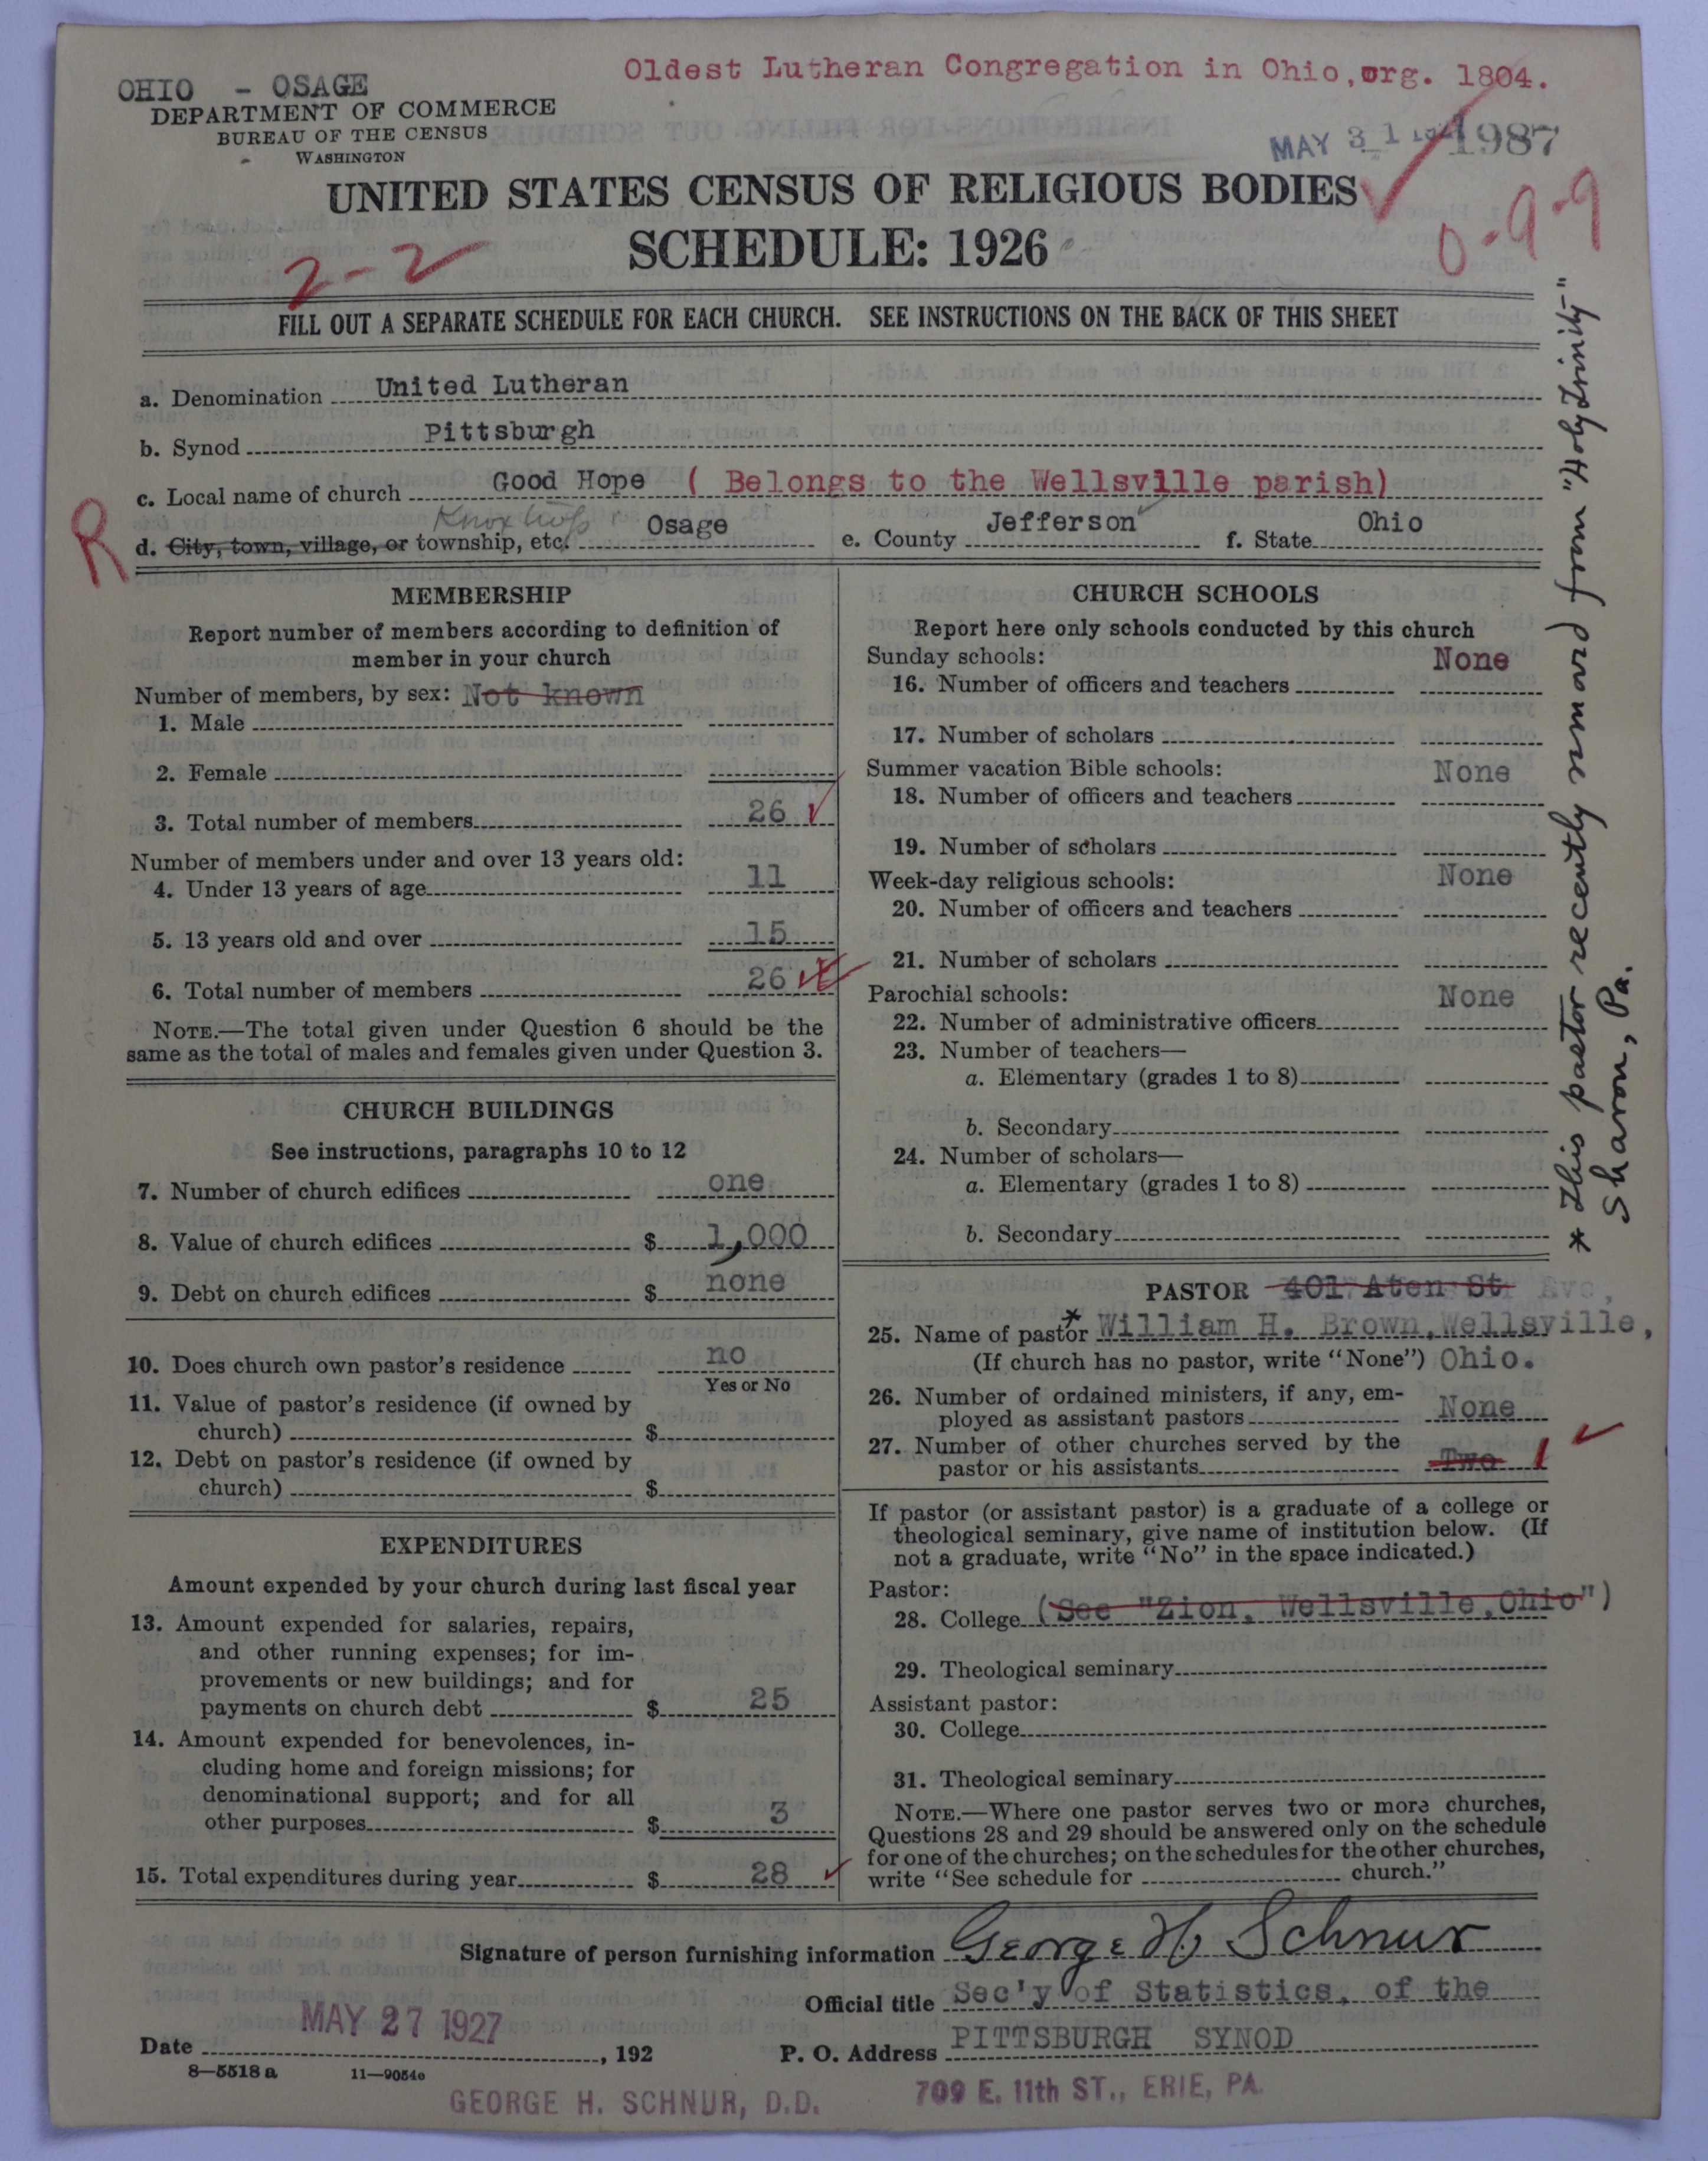 OHIO - OSAGE
Oldest Lutheran Congregation in Ohio, org. 1804.
DEPARTMENT OF COMMERCE
BUREAU OF THE CENSUS
WASHINGTON
MAY 31 1987
UNITED STATES CENSUS OF RELIGIOUS BODIES
SCHEDULE: 1926
2-2
0-9-9
FILL OUT A SEPARATE SCHEDULE FOR EACH CHURCH. SEE INSTRUCTIONS ON THE BACK OF THIS SHEET
a. Denomination United Lutheran
b. Synod Pittsburgh
c. Local name of church Good Hope ( Belongs to the Wellsville parish)
R
Knox
d. City, town, village, or township, etc. Osage e. County Jefferson f. State Ohio
MEMBERSHIP
Report number of members according to definition of
member in your church
Number of members, by sex: Not known
1. Male
2. Female
3. Total number of members 26
Number of members under and over 13 years old:
4. Under 13 years of age 11
5. 13 years old and over 15
6. Total number of members 26
NOTE.—The total given under Question 6 should be the
same as the total of males and females given under Question 3.
CHURCH BUILDINGS
See instructions, paragraphs 10 to 12
7. Number of church edifices one
8. Value of church edifices $ 1,000
9. Debt on church edifices $ none
10. Does church own pastor's residence no
Yes or No
11. Value of pastor's residence (if owned by
church) $
12. Debt on pastor's residence (if owned by
church) $
EXPENDITURES
Amount expended by your church during last fiscal year
13. Amount expended for salaries, repairs,
and other running expenses; for im-
provements or new buildings; and for
payments on church debt $ 25
14. Amount expended for benevolences, in-
cluding home and foreign missions; for
denominational support; and for all
other purposes $ 3
15. Total expenditures during year $ 28
CHURCH SCHOOLS
Report here only schools conducted by this church
Sunday schools: None
16. Number of officers and teachers
17. Number of scholars
Summer vacation Bible schools: None
18. Number of officers and teachers
19. Number of scholars
Week-day religious schools: None
20. Number of officers and teachers
21. Number of scholars
Parochial schools: None
22. Number of administrative officers
23. Number of teachers—
a. Elementary (grades 1 to 8)
b. Secondary
24. Number of scholars—
a. Elementary (grades 1 to 8)
b. Secondary
PASTOR 401 Aten St Ave,
25. Name of pastor * William H. Brown, Wellsville,
(If church has no pastor, write "None") Ohio.
26. Number of ordained ministers, if any, em-
ployed as assistant pastors None
27. Number of other churches served by the
pastor or his assistants Two 1
If pastor (or assistant pastor) is a graduate of a college or
theological seminary, give name of institution below. (If
not a graduate, write "No" in the space indicated.)
Pastor:
28. College (See "Zion, Wellsville, Ohio")
29. Theological seminary
Assistant pastor:
30. College
31. Theological seminary
NOTE.—Where one pastor serves two or more churches,
Questions 28 and 29 should be answered only on the schedule
for one of the churches; on the schedules for the other churches,
write "See schedule for church."
* This pastor recently removed from "Holy Trinity"
Sharon, Pa.
Signature of person furnishing information George H. Schnur
Official title Sec'y of Statistics, of the
Date MAY 27 1927, 192
P. O. Address PITTSBURGH SYNOD
8—5518 a 11—9054c
GEORGE H. SCHNUR, D.D. 709 E. 11th ST., ERIE, PA.